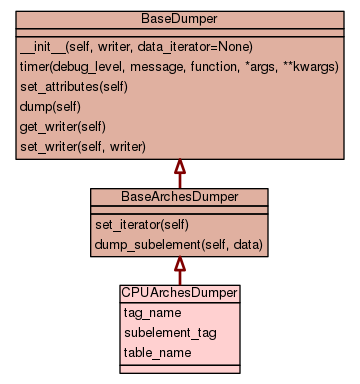 BaseDumper
__init__(self, writer, data_iterator=None)
timer(debug_level, message, function, *args, **kwargs)
set_attributes(self)
dump(self)
get_writer(self)
set_writer(self, writer)
BaseArchesDumper
set_iterator(self)
dump_subelement(self, data)
CPUArchesDumper
tag_name
subelement_tag
table_name